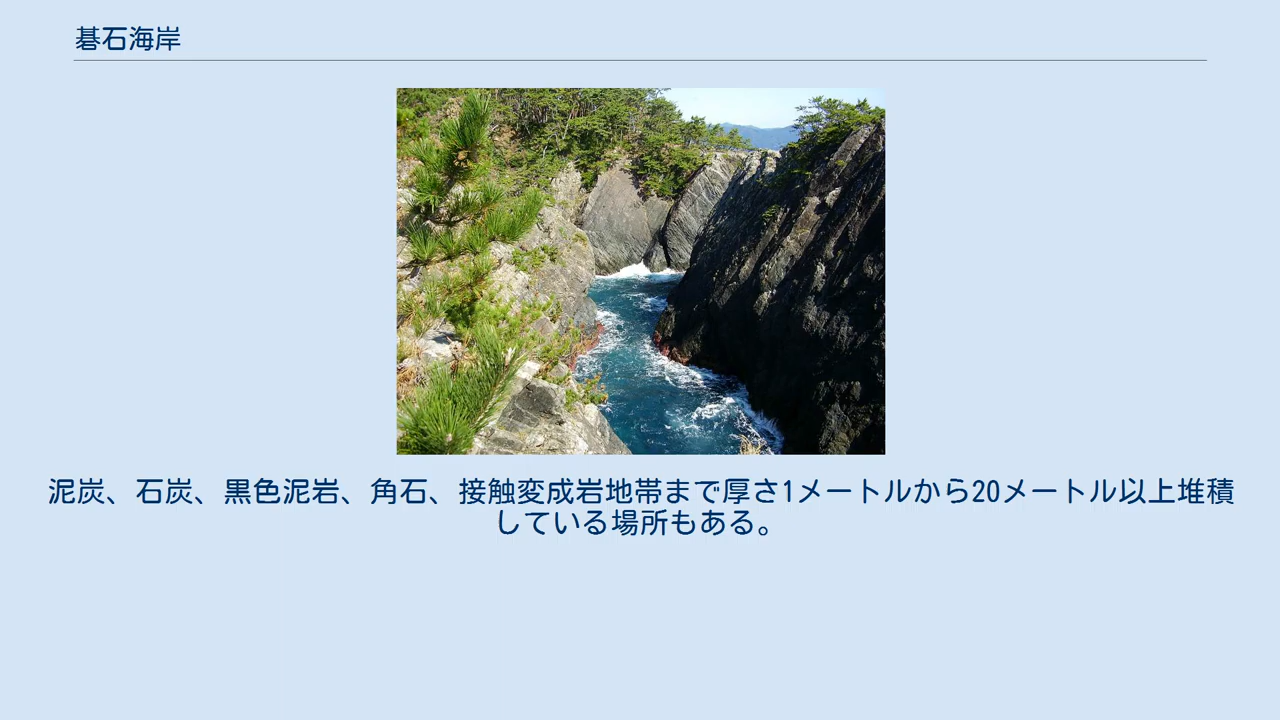 碁石海岸
泥炭、石炭、黒色泥岩、角石、接触変成岩地帯まで厚さ1メートルから20メートル以上堆積
している場所もある。